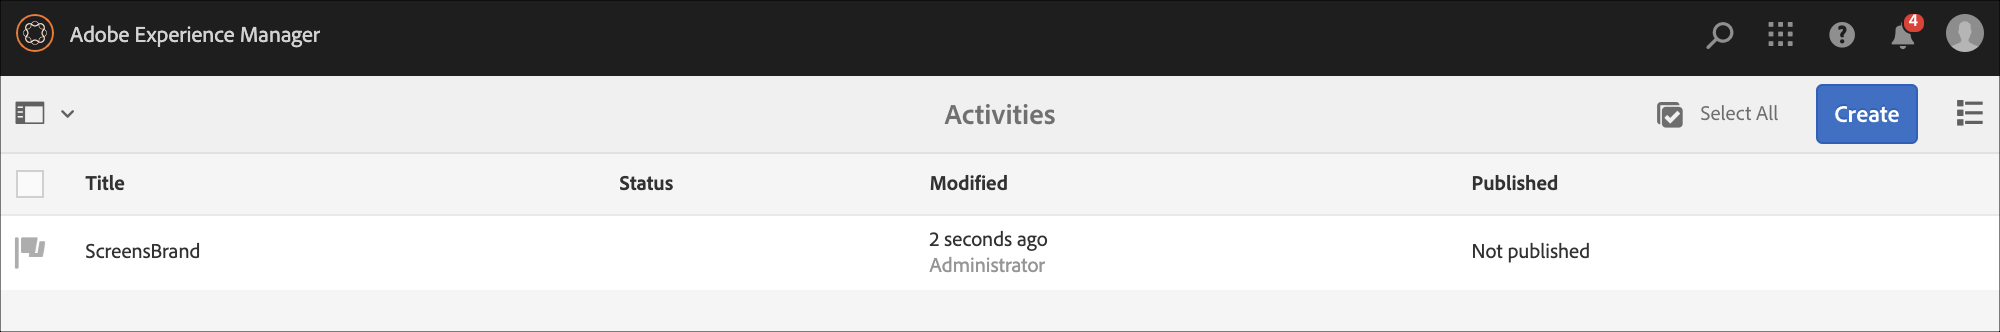 Adobe Experience Manager
4
Activities
Select All
Create
Title Status Modified Published
ScreensBrand
2 seconds ago
Administrator
Not published